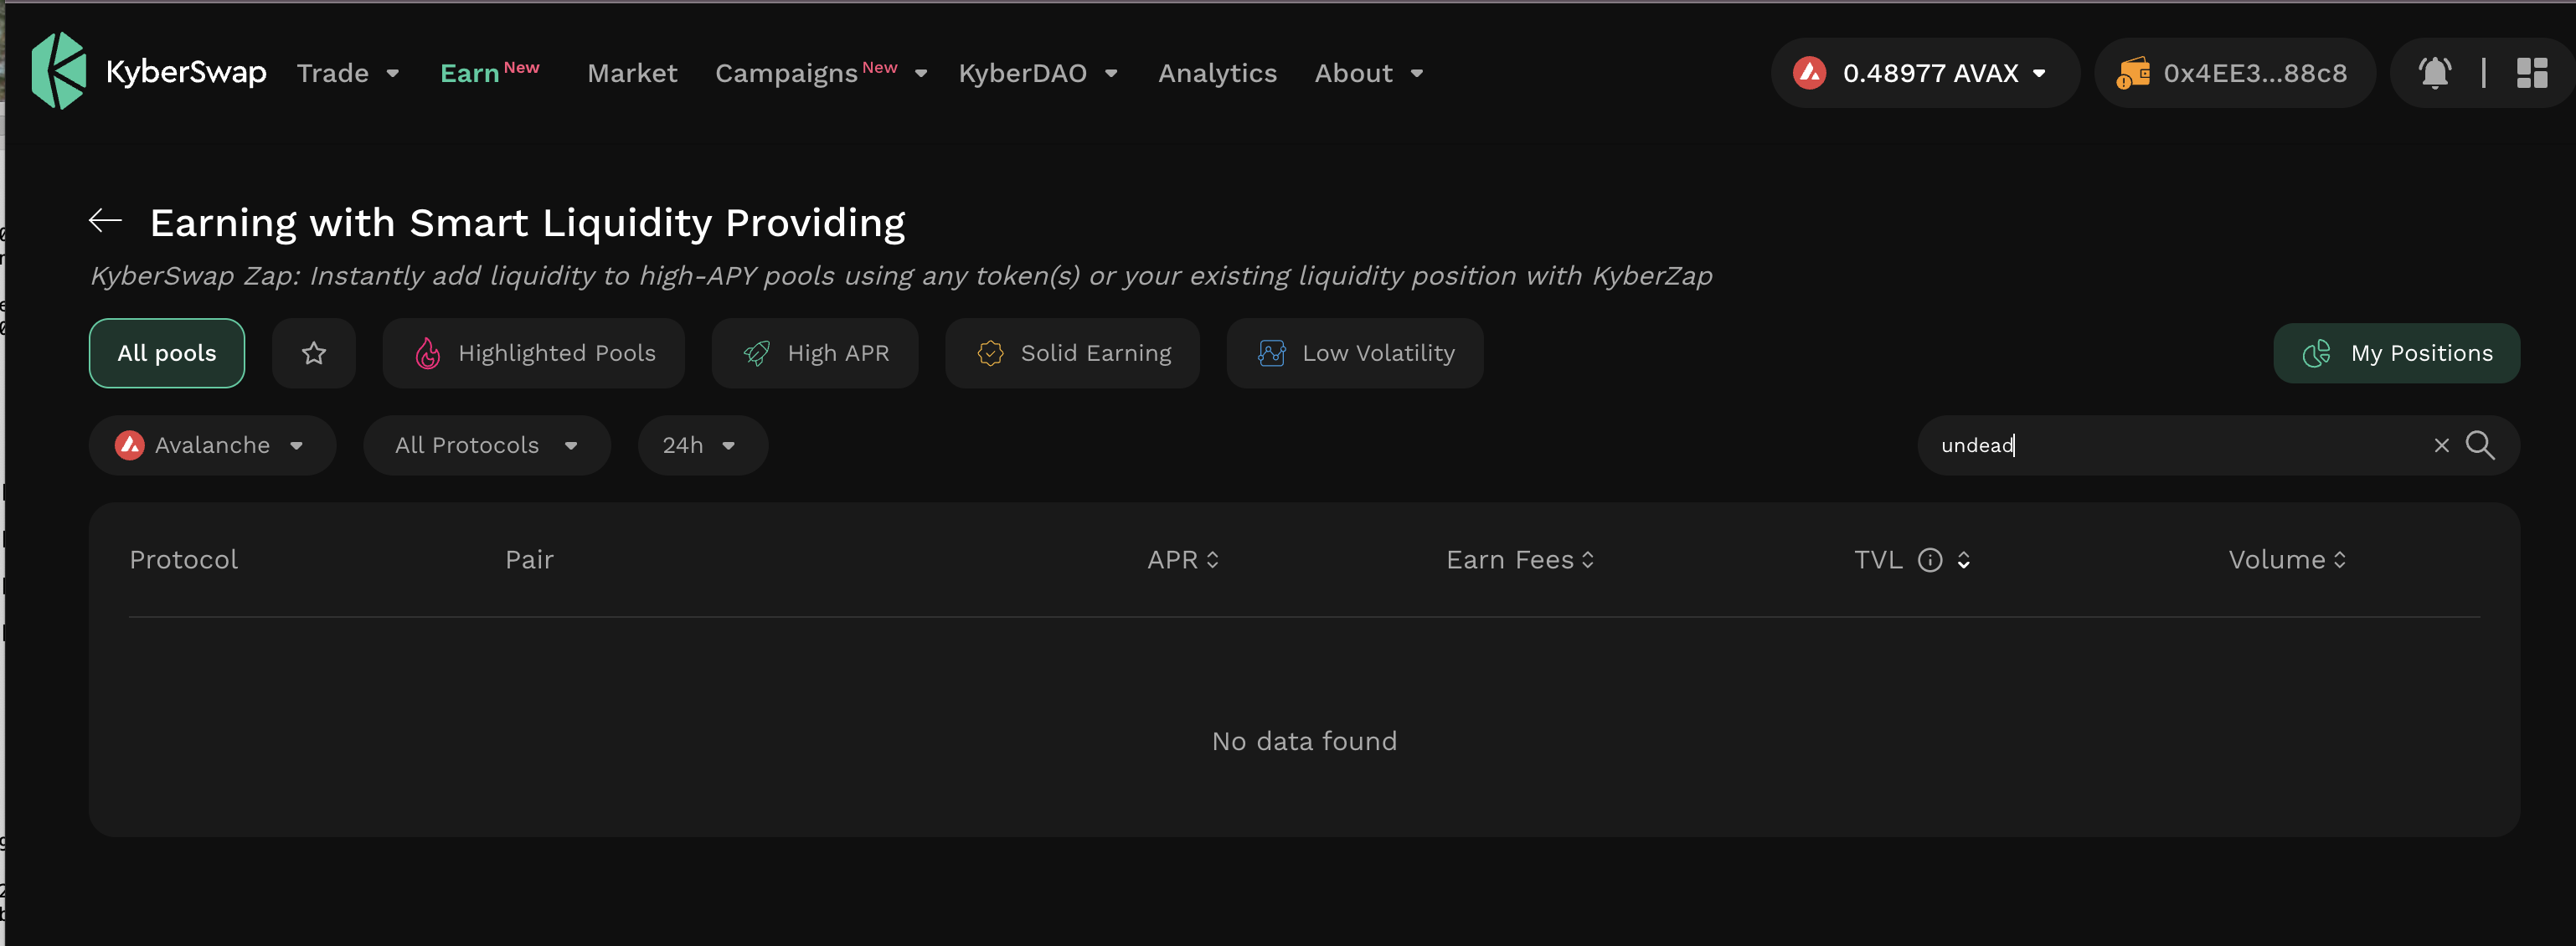 KyberSwap Trade Earn New Market Campaigns New KyberDAO Analytics About 0.48977 AVAX 0x4EE3...88c8
Earning with Smart Liquidity Providing
KyberSwap Zap: Instantly add liquidity to high-APY pools using any token(s) or your existing liquidity position with KyberZap
All pools Highlighted Pools High APR Solid Earning Low Volatility My Positions
Avalanche All Protocols 24h undead
Protocol Pair APR Earn Fees TVL Volume
No data found